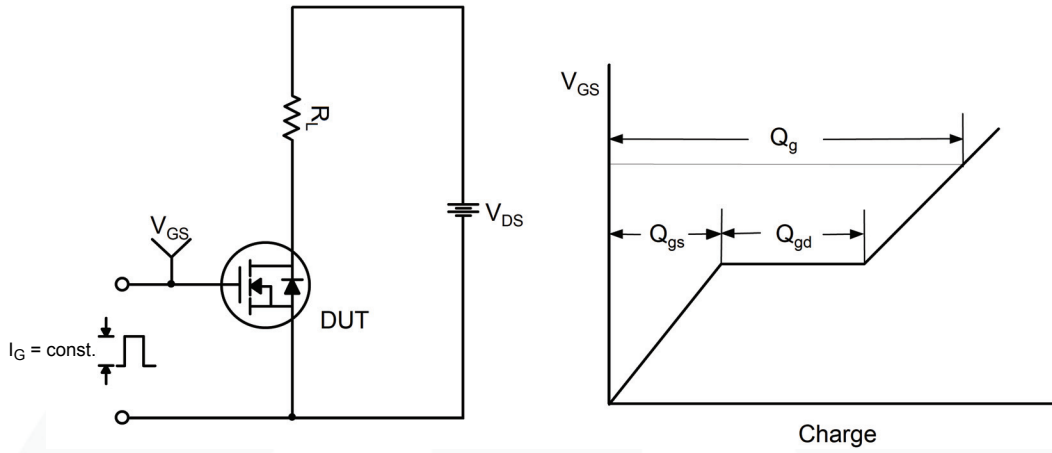 R_L
V_DS
V_GS
DUT
I_G = const.
V_GS
Q_g
Q_gs
Q_gd
Charge